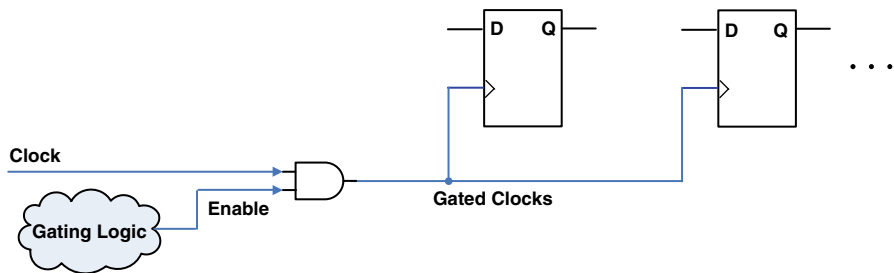 D Q
D Q
. . .
Clock
Enable
Gating Logic
Gated Clocks